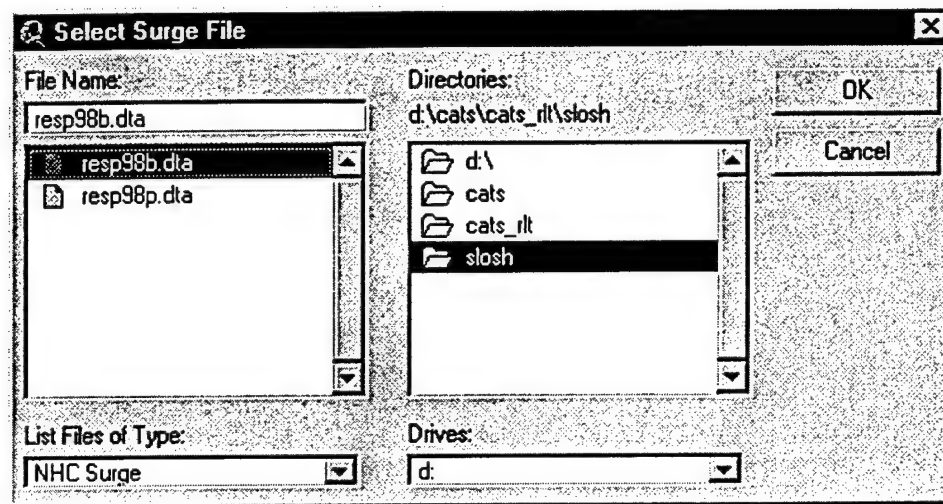 Select Surge File
File Name:
resp98b.dta
resp98b.dta
resp98p.dta
List Files of Type:
NHC Surge
Directories:
d:\cats\cats_rlt\slosh
d:\
cats
cats_rlt
slosh
Drives:
d:
OK
Cancel